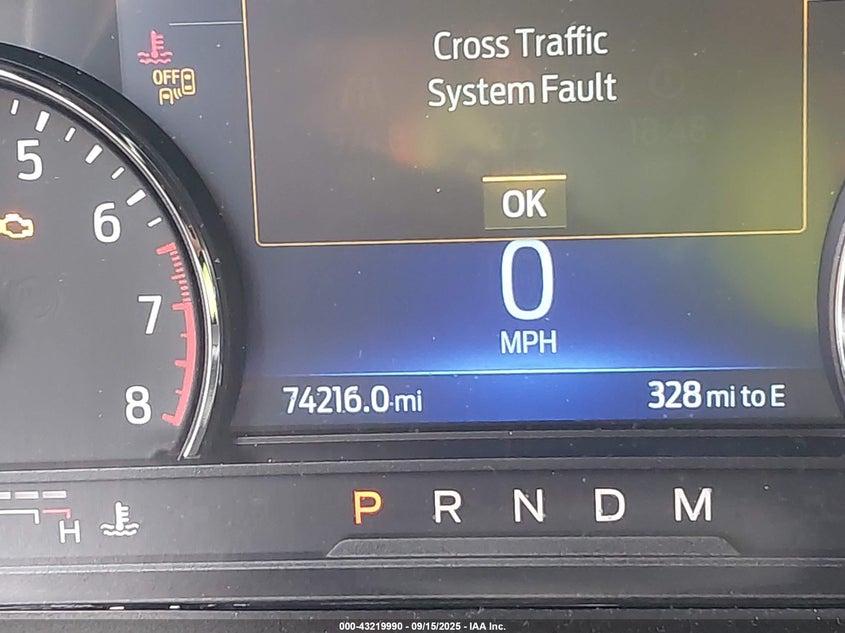 Cross Traffic
System Fault
OFF
OK
5
6
7
8
0
MPH
74216.0 mi
328 mi to E
H
P R N D M
000-43219990 - 09/15/2025 - IAA Inc.